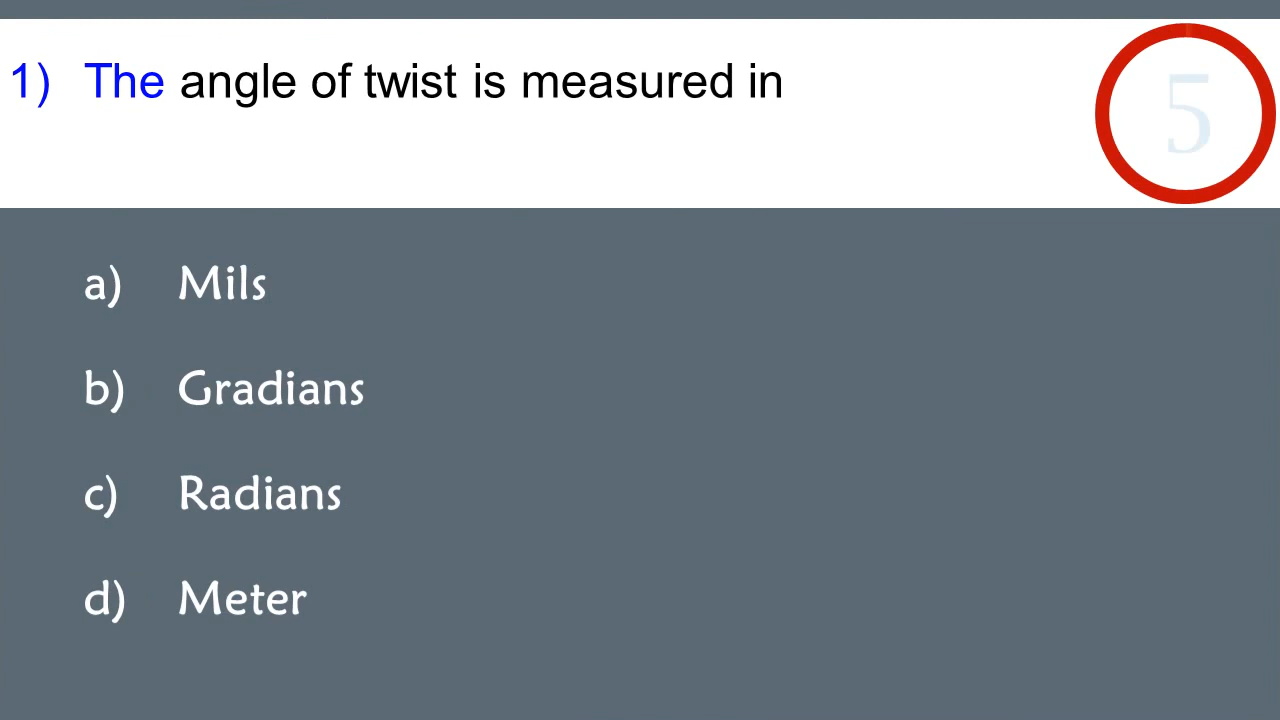 1) The angle of twist is measured in
5
a) Mils
b) Gradians
c) Radians
d) Meter